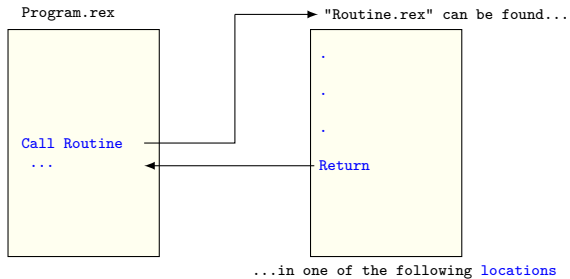 Program.rex
"Routine.rex" can be found...
.
.
.
Call Routine
...
Return
...in one of the following locations